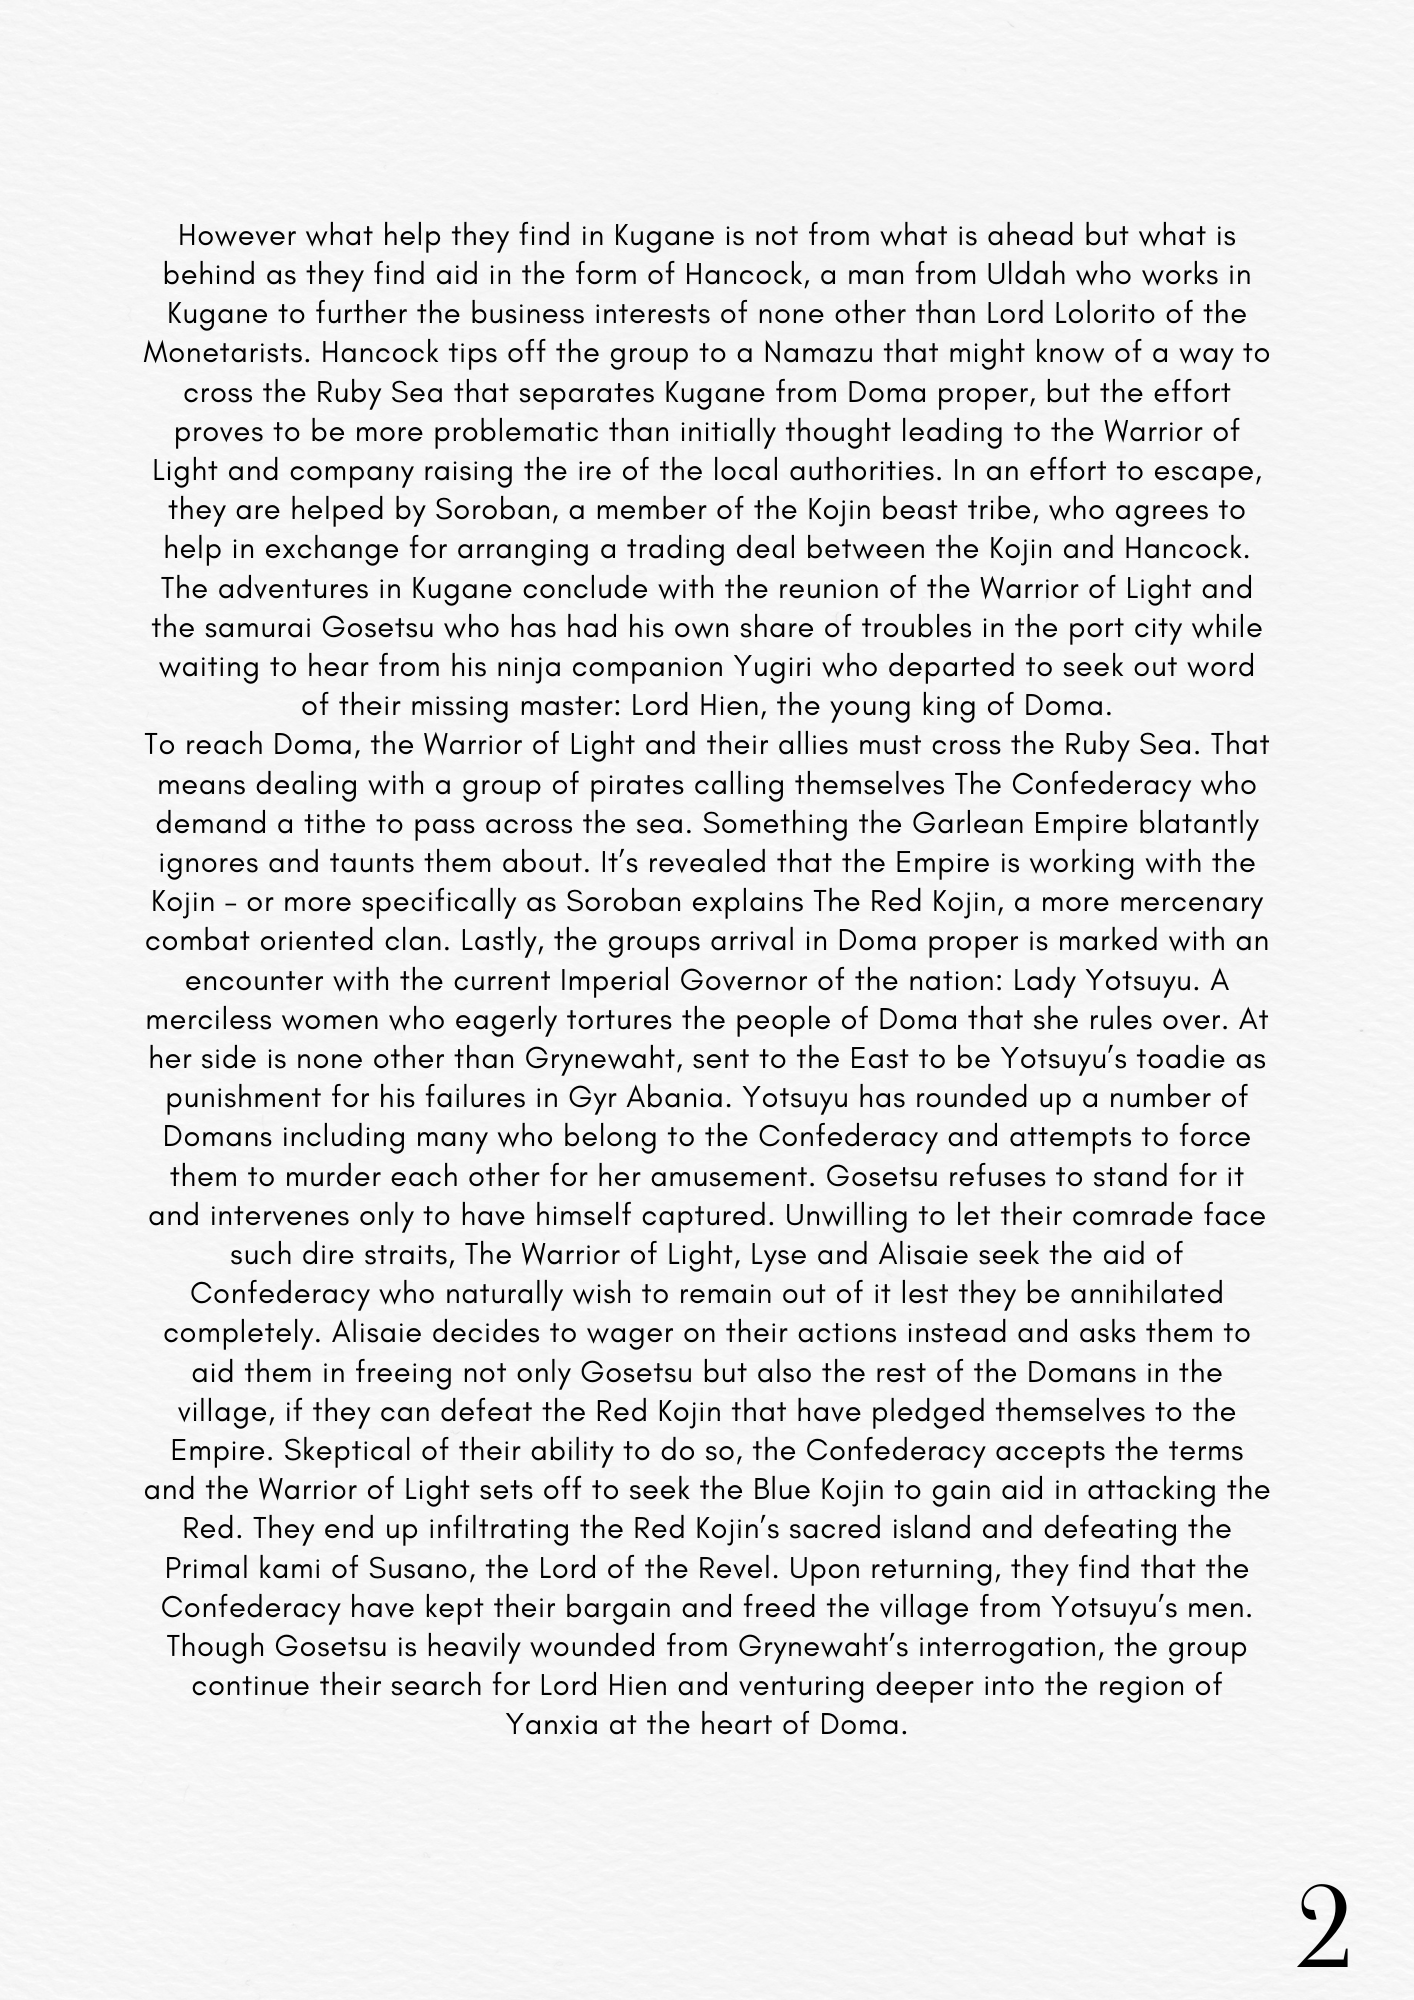 However what help they find in Kugane is not from what is ahead but what is
behind as they find aid in the form of Hancock, a man from Uldah who works in
Kugane to further the business interests of none other than Lord Lolorito of the
Monetarists. Hancock tips off the group to a Namazu that might know of a way to
cross the Ruby Sea that separates Kugane from Doma proper, but the effort
proves to be more problematic than initially thought leading to the Warrior of
Light and company raising the ire of the local authorities. In an effort to escape,
they are helped by Soroban, a member of the Kojin beast tribe, who agrees to
help in exchange for arranging a trading deal between the Kojin and Hancock.
The adventures in Kugane conclude with the reunion of the Warrior of Light and
the samurai Gosetsu who has had his own share of troubles in the port city while
waiting to hear from his ninja companion Yugiri who departed to seek out word
of their missing master: Lord Hien, the young king of Doma.
To reach Doma, the Warrior of Light and their allies must cross the Ruby Sea. That
means dealing with a group of pirates calling themselves The Confederacy who
demand a tithe to pass across the sea. Something the Garlean Empire blatantly
ignores and taunts them about. It’s revealed that the Empire is working with the
Kojin – or more specifically as Soroban explains The Red Kojin, a more mercenary
combat oriented clan. Lastly, the groups arrival in Doma proper is marked with an
encounter with the current Imperial Governor of the nation: Lady Yotsuyu. A
merciless women who eagerly tortures the people of Doma that she rules over. At
her side is none other than Grynewaht, sent to the East to be Yotsuyu’s toadie as
punishment for his failures in Gyr Abania. Yotsuyu has rounded up a number of
Domans including many who belong to the Confederacy and attempts to force
them to murder each other for her amusement. Gosetsu refuses to stand for it
and intervenes only to have himself captured. Unwilling to let their comrade face
such dire straits, The Warrior of Light, Lyse and Alisaie seek the aid of
Confederacy who naturally wish to remain out of it lest they be annihilated
completely. Alisaie decides to wager on their actions instead and asks them to
aid them in freeing not only Gosetsu but also the rest of the Domans in the
village, if they can defeat the Red Kojin that have pledged themselves to the
Empire. Skeptical of their ability to do so, the Confederacy accepts the terms
and the Warrior of Light sets off to seek the Blue Kojin to gain aid in attacking the
Red. They end up infiltrating the Red Kojin’s sacred island and defeating the
Primal kami of Susano, the Lord of the Revel. Upon returning, they find that the
Confederacy have kept their bargain and freed the village from Yotsuyu’s men.
Though Gosetsu is heavily wounded from Grynewaht’s interrogation, the group
continue their search for Lord Hien and venturing deeper into the region of
Yanxia at the heart of Doma.
2